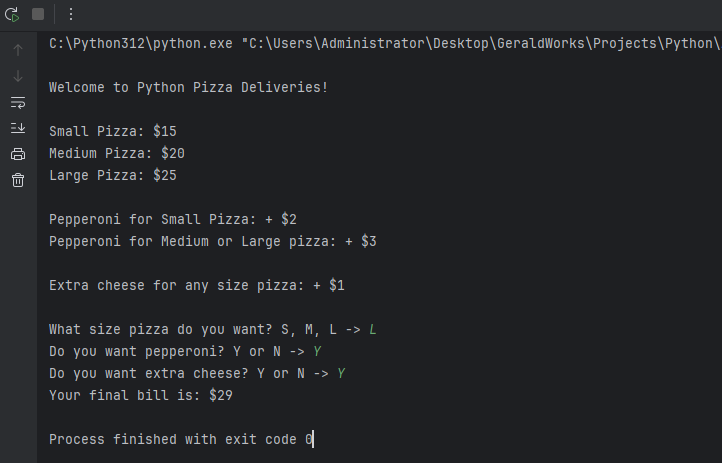 C:\Python312\python.exe "C:\Users\Administrator\Desktop\GeraldWorks\Projects\Python\
Welcome to Python Pizza Deliveries!
Small Pizza: $15
Medium Pizza: $20
Large Pizza: $25
Pepperoni for Small Pizza: + $2
Pepperoni for Medium or Large pizza: + $3
Extra cheese for any size pizza: + $1
What size pizza do you want? S, M, L -> L
Do you want pepperoni? Y or N -> Y
Do you want extra cheese? Y or N -> Y
Your final bill is: $29
Process finished with exit code 0